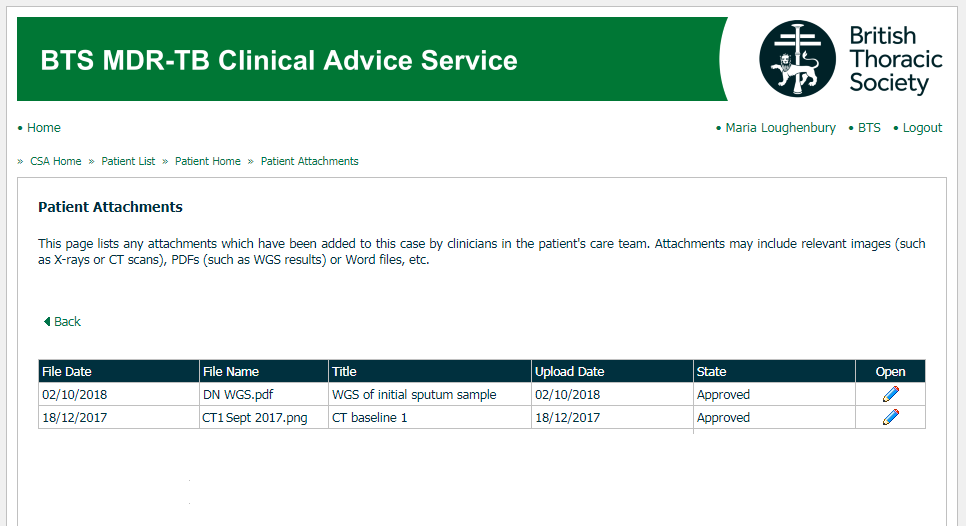 BTS MDR-TB Clinical Advice Service
British
Thoracic
Society
• Home
• Maria Loughenbury • BTS • Logout
» CSA Home » Patient List » Patient Home » Patient Attachments
Patient Attachments
This page lists any attachments which have been added to this case by clinicians in the patient's care team. Attachments may include relevant images (such
as X-rays or CT scans), PDFs (such as WGS results) or Word files, etc.
Back
File Date File Name Title Upload Date State Open
02/10/2018 DN WGS.pdf WGS of initial sputum sample 02/10/2018 Approved
18/12/2017 CT1 Sept 2017.png CT baseline 1 18/12/2017 Approved